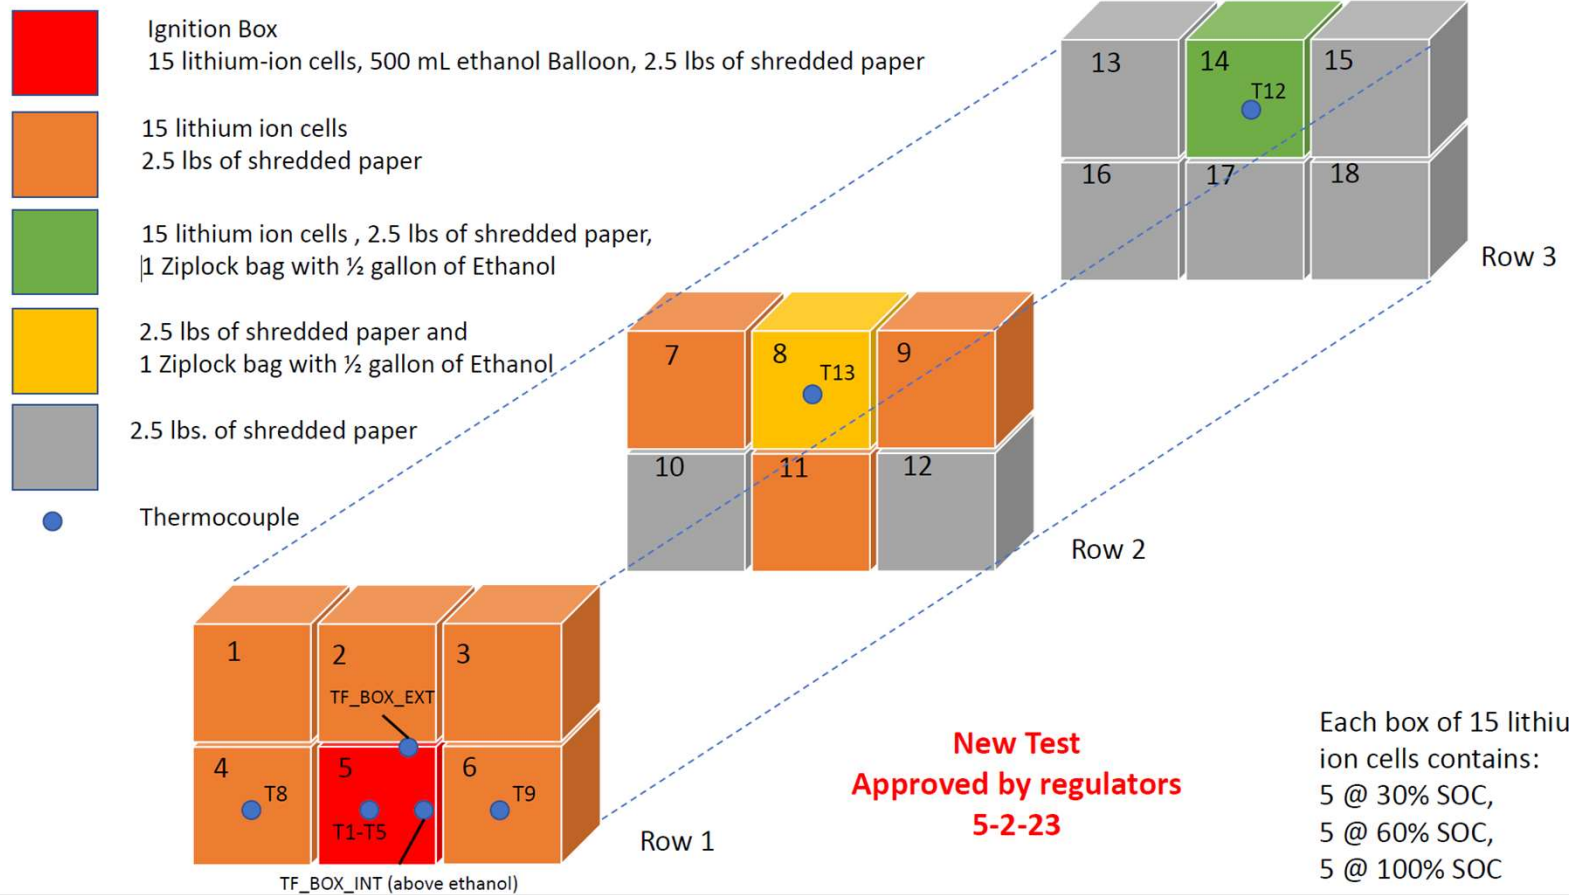 Ignition Box
15 lithium-ion cells, 500 mL ethanol Balloon, 2.5 lbs of shredded paper
15 lithium ion cells
2.5 lbs of shredded paper
15 lithium ion cells , 2.5 lbs of shredded paper,
1 Ziplock bag with ½ gallon of Ethanol
2.5 lbs of shredded paper and
1 Ziplock bag with ½ gallon of Ethanol
2.5 lbs. of shredded paper
Thermocouple
13
14
15
T12
16
17
18
Row 3
7
8
9
T13
10
11
12
Row 2
1
2
3
TF_BOX_EXT
4
5
6
T8
T9
T1-T5
Row 1
TF_BOX_INT (above ethanol)
New Test
Approved by regulators
5-2-23
Each box of 15 lithiu
ion cells contains:
5 @ 30% SOC,
5 @ 60% SOC,
5 @ 100% SOC